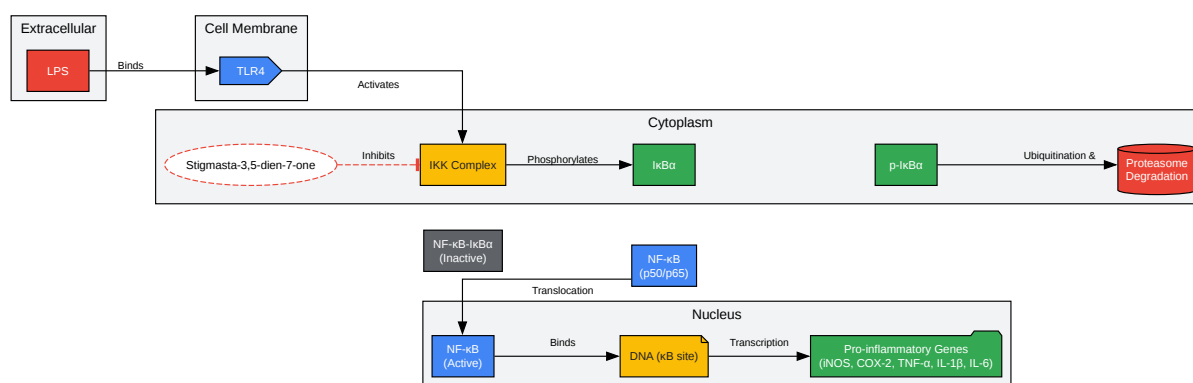 Extracellular
Cell Membrane
LPS
Binds
TLR4
Activates
Cytoplasm
Stigmasta-3,5-dien-7-one
Inhibits
IKK Complex
Phosphorylates
IκBα
p-IκBα
Ubiquitination &
Proteasome
Degradation
NF-κB-IκBα
(Inactive)
NF-κB
(p50/p65)
Translocation
Nucleus
NF-κB
(Active)
Binds
DNA (κB site)
Transcription
Pro-inflammatory Genes
(iNOS, COX-2, TNF-α, IL-1β, IL-6)